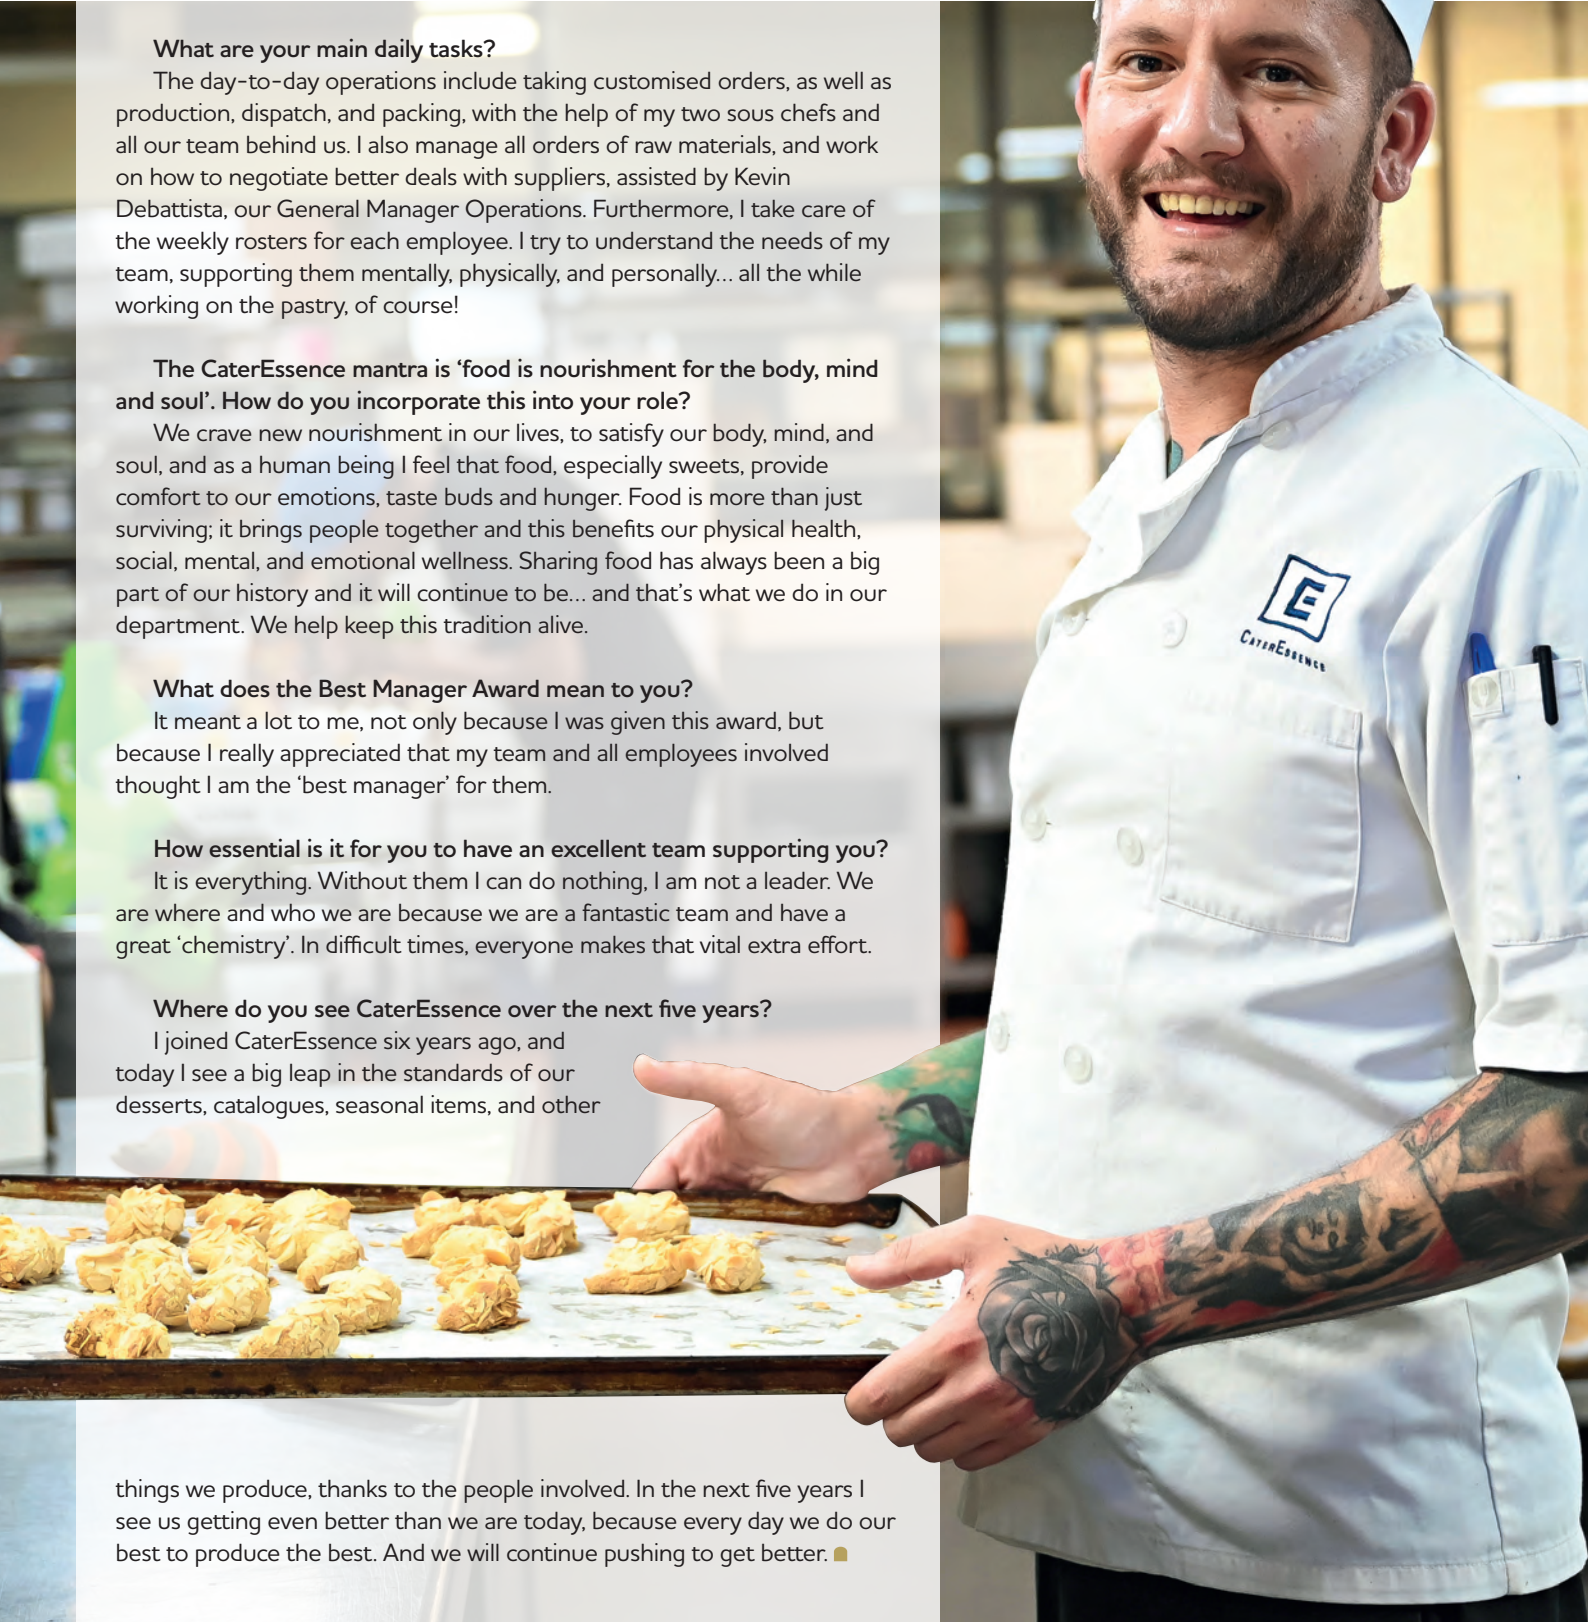 What are your main daily tasks?
The day-to-day operations include taking customised orders, as well as
production, dispatch, and packing, with the help of my two sous chefs and
all our team behind us. I also manage all orders of raw materials, and work
on how to negotiate better deals with suppliers, assisted by Kevin
Debattista, our General Manager Operations. Furthermore, I take care of
the weekly rosters for each employee. I try to understand the needs of my
team, supporting them mentally, physically, and personally... all the while
working on the pastry, of course!
The CaterEssence mantra is ‘food is nourishment for the body, mind
and soul’. How do you incorporate this into your role?
We crave new nourishment in our lives, to satisfy our body, mind, and
soul, and as a human being I feel that food, especially sweets, provide
comfort to our emotions, taste buds and hunger. Food is more than just
surviving; it brings people together and this benefits our physical health,
social, mental, and emotional wellness. Sharing food has always been a big
part of our history and it will continue to be... and that’s what we do in our
department. We help keep this tradition alive.
What does the Best Manager Award mean to you?
It meant a lot to me, not only because I was given this award, but
because I really appreciated that my team and all employees involved
thought I am the ‘best manager’ for them.
How essential is it for you to have an excellent team supporting you?
It is everything. Without them I can do nothing, I am not a leader. We
are where and who we are because we are a fantastic team and have a
great ‘chemistry’. In difficult times, everyone makes that vital extra effort.
Where do you see CaterEssence over the next five years?
I joined CaterEssence six years ago, and
today I see a big leap in the standards of our
desserts, catalogues, seasonal items, and other
things we produce, thanks to the people involved. In the next five years I
see us getting even better than we are today, because every day we do our
best to produce the best. And we will continue pushing to get better.
E
CATERESSENCE